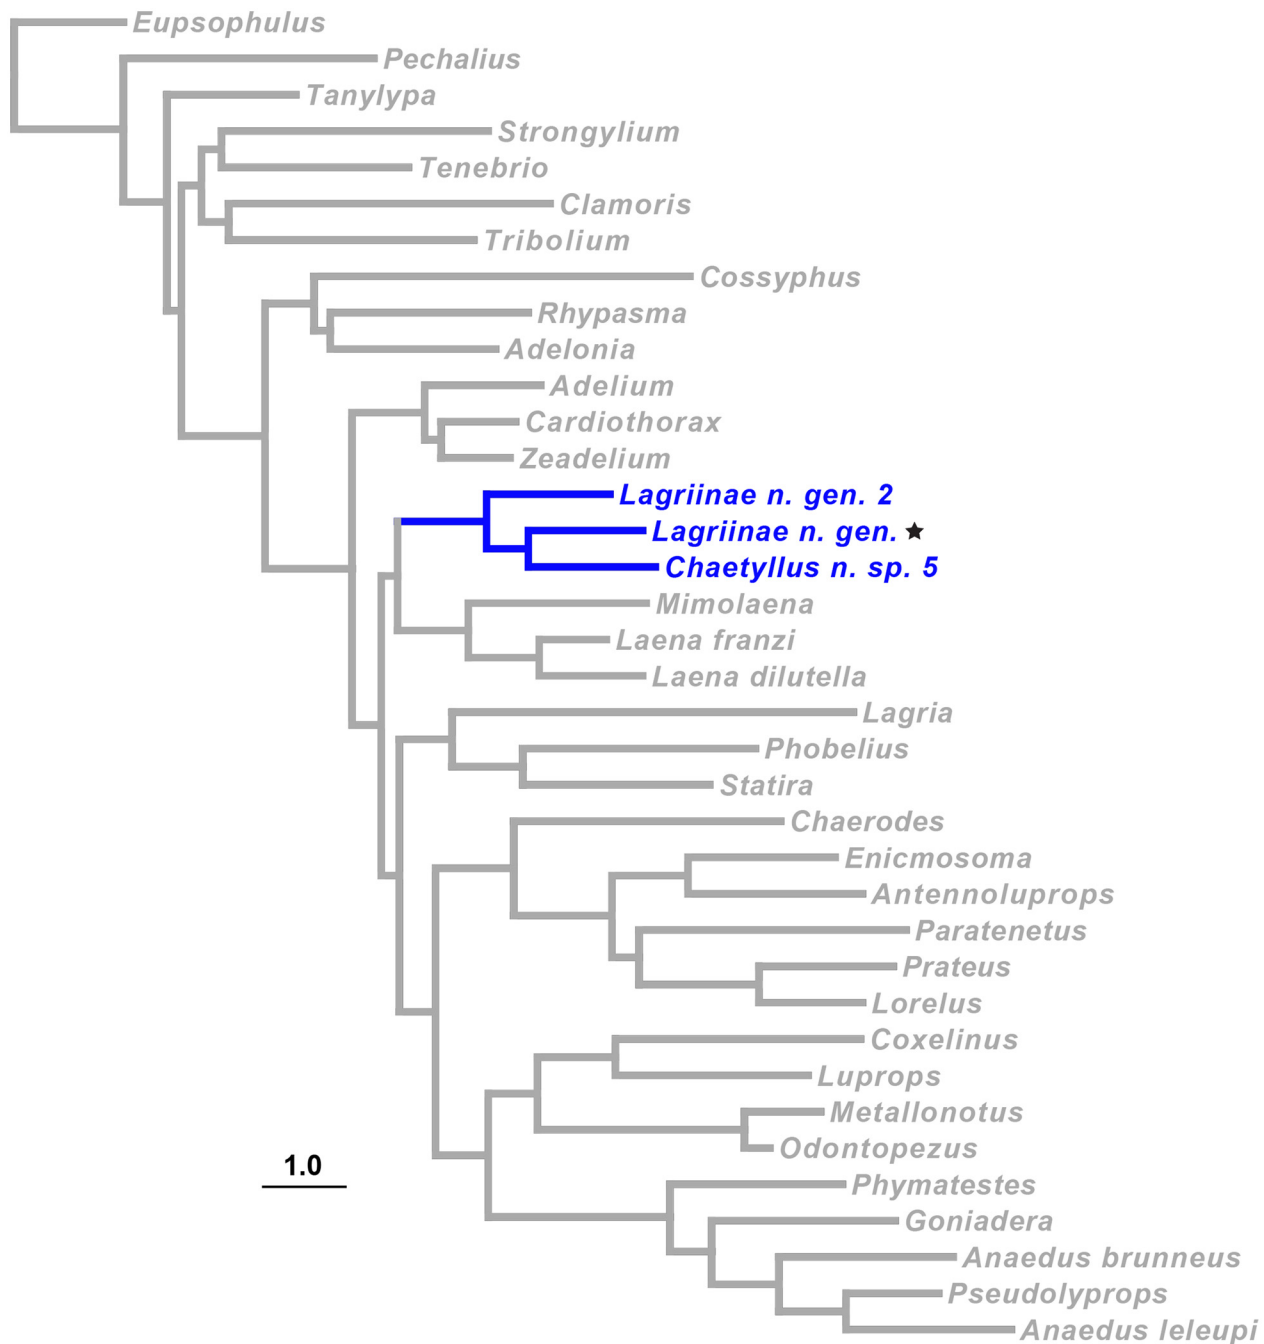 Eupsophulus
Pechalius
Tanylypa
Strongylium
Tenebrio
Clamoris
Tribolium
Cossyphus
Rhypasma
Adelonia
Adelium
Cardiothorax
Zeadelium
Lagriinae n. gen. 2
Lagriinae n. gen. ★
Chaetyllus n. sp. 5
Mimolaena
Laena franzi
Laena dilutella
Lagria
Phobelius
Statira
Chaerodes
Enicmosoma
Antennoluprops
Paratenetus
Prateus
Lorelus
Coxelinus
Luprops
Metallonotus
Odontopezus
1.0
Phymatestes
Goniadera
Anaedus brunneus
Pseudolyprops
Anaedus leleupi